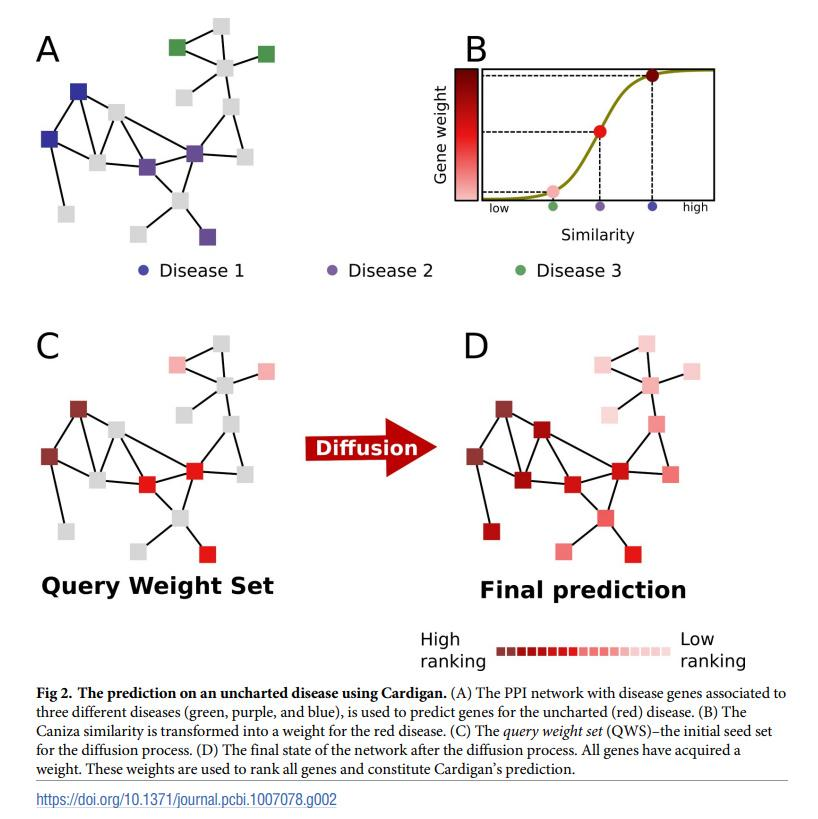 A
B
Gene weight
low
high
Similarity
Disease 1
Disease 2
Disease 3
C
D
Diffusion
Query Weight Set
Final prediction
High
ranking
Low
ranking
Fig 2. The prediction on an uncharted disease using Cardigan. (A) The PPI network with disease genes associated to
three different diseases (green, purple, and blue), is used to predict genes for the uncharted (red) disease. (B) The
Caniza similarity is transformed into a weight for the red disease. (C) The query weight set (QWS)–the initial seed set
for the diffusion process. (D) The final state of the network after the diffusion process. All genes have acquired a
weight. These weights are used to rank all genes and constitute Cardigan's prediction.
https://doi.org/10.1371/journal.pcbi.1007078.g002